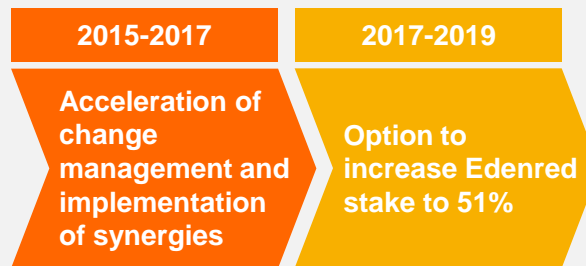 2015-2017
Acceleration of
change
management and
implementation
of synergies
2017-2019
Option to
increase Edenred
stake to 51%